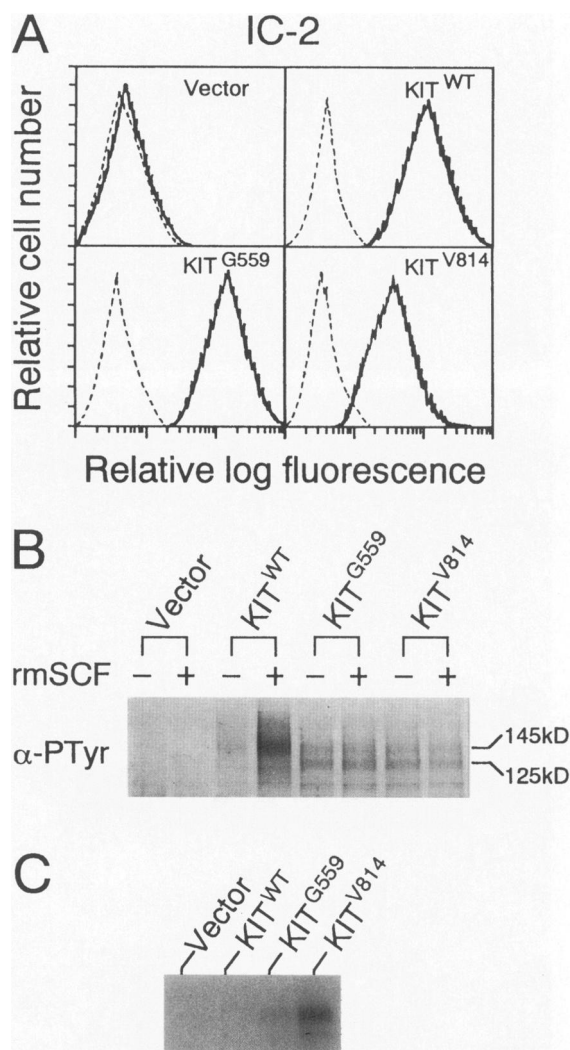 A
IC-2
Relative cell number
Vector
KIT WT
KIT G559
KIT V814
Relative log fluorescence
B
Vector
KIT WT
KIT G559
KIT V814
rmSCF − + − + − + − +
α-PTyr
145kD
125kD
C
Vector
KIT WT
KIT G559
KIT V814